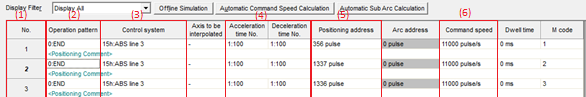 Display Filter Display All Offline Simulation Automatic Command Speed Calculation Automatic Sub Arc Calculation
(1) (2) (3) (4) (5) (6)
No. Operation pattern Control system Axis to be interpolated Acceleration time No. Deceleration time No. Positioning address Arc address Command speed Dwell time M code
1 0:END 15h:ABS line 3 - 1:100 1:100 356 pulse 0 pulse 11000 pulse/s 0 ms 1
<Positioning Comment>
2 0:END 15h:ABS line 3 - 1:100 1:100 1337 pulse 0 pulse 11000 pulse/s 0 ms 2
<Positioning Comment>
3 0:END 15h:ABS line 3 - 1:100 1:100 1336 pulse 0 pulse 11000 pulse/s 0 ms 3
<Positioning Comment>